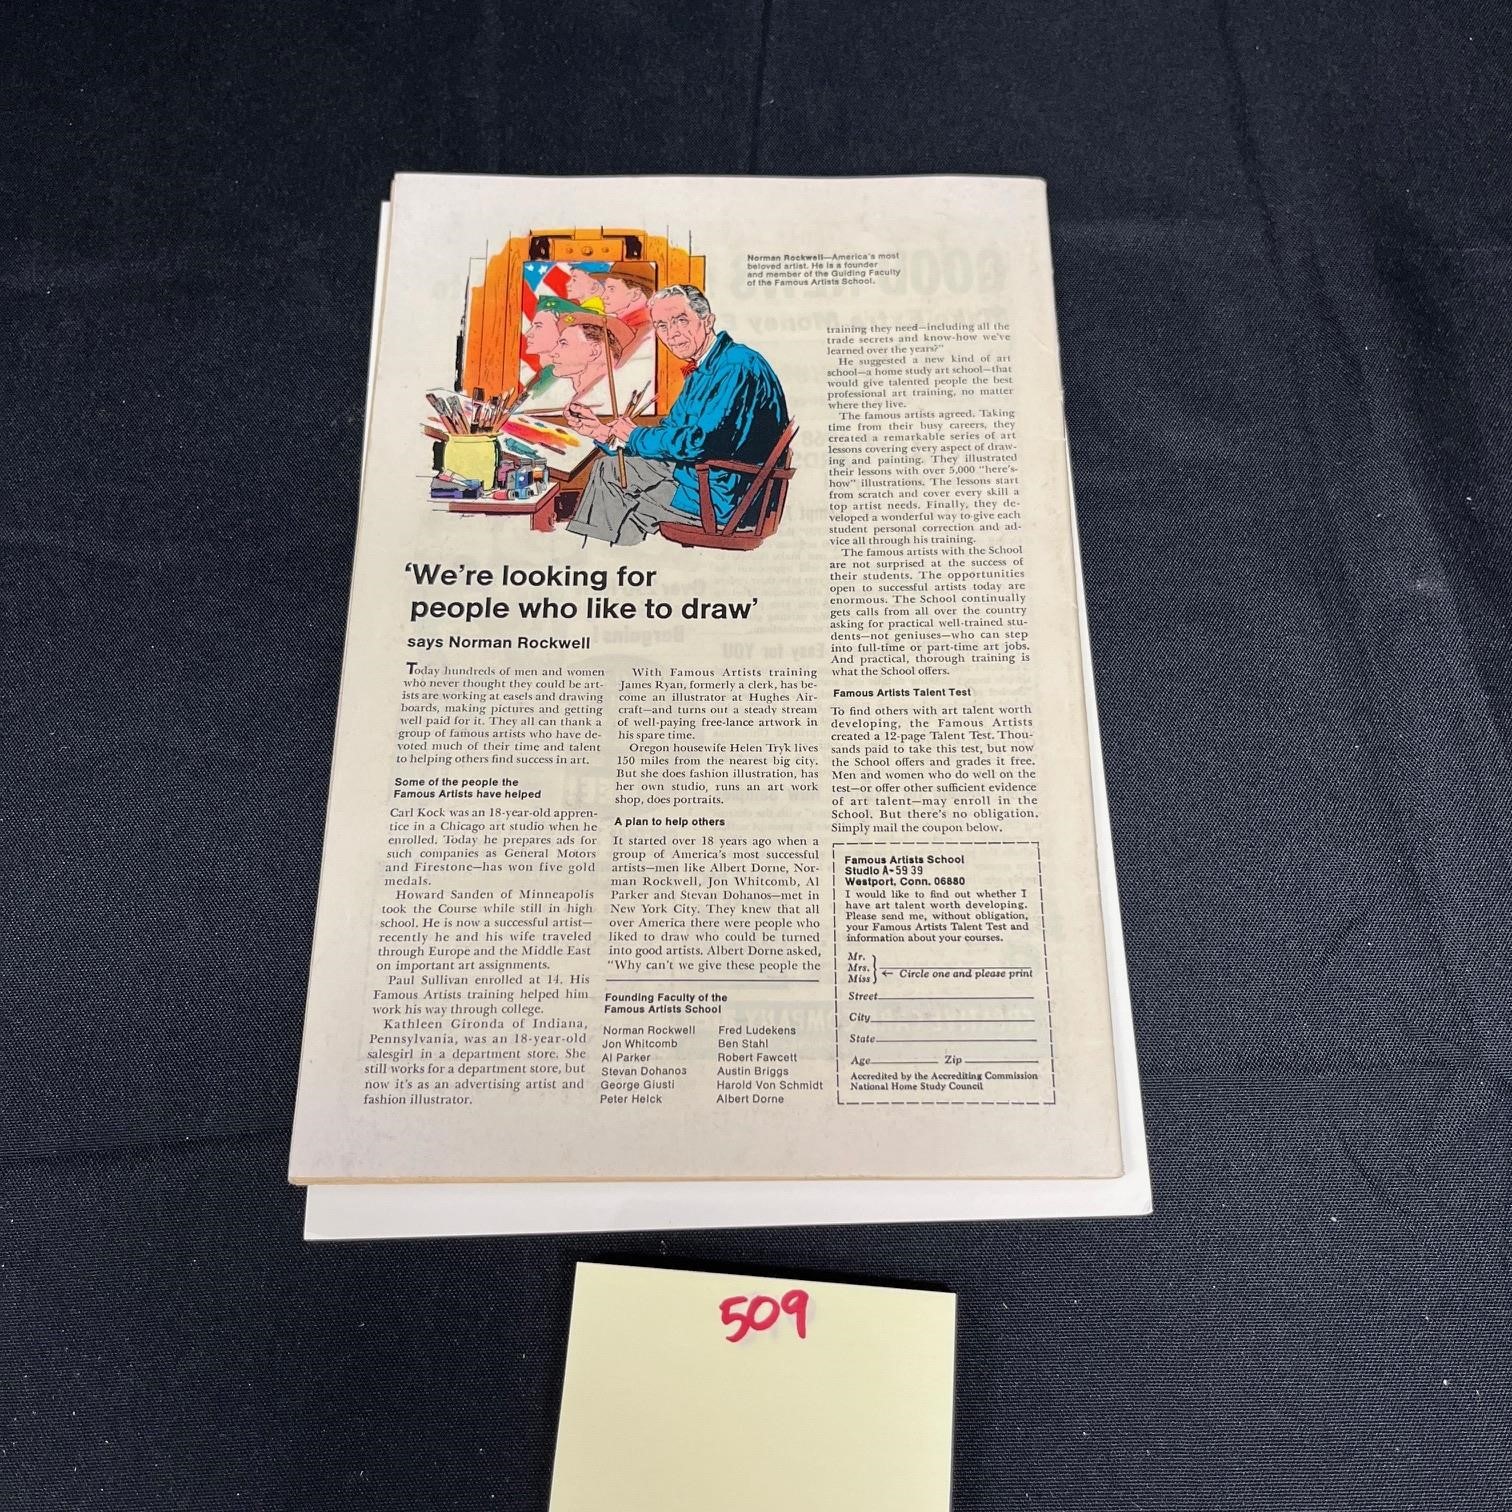 Norman Rockwell—America's most
beloved artist. He is a founder
and member of the Guiding Faculty
of the Famous Artists School.
'We're looking for
people who like to draw'
says Norman Rockwell
Today hundreds of men and women
who never thought they could be art-
ists are working at easels and drawing
boards, making pictures and getting
well paid for it. They all can thank a
group of famous artists who have de-
voted much of their time and talent
to helping others find success in art.
Some of the people the
Famous Artists have helped
Carl Kock was an 18-year-old appren-
tice in a Chicago art studio when he
enrolled. Today he prepares ads for
such companies as General Motors
and Firestone—has won five gold
medals.
Howard Sanden of Minneapolis
took the Course while still in high
school. He is now a successful artist—
recently he and his wife traveled
through Europe and the Middle East
on important art assignments.
Paul Sullivan enrolled at 14. His
Famous Artists training helped him
work his way through college.
Kathleen Gironda of Indiana,
Pennsylvania, was an 18-year-old
salesgirl in a department store. She
still works for a department store, but
now it's as an advertising artist and
fashion illustrator.
With Famous Artists training
James Ryan, formerly a clerk, has be-
come an illustrator at Hughes Air-
craft—and turns out a steady stream
of well-paying free-lance artwork in
his spare time.
Oregon housewife Helen Tryk lives
150 miles from the nearest big city.
But she does fashion illustration, has
her own studio, runs an art work
shop, does portraits.
A plan to help others
It started over 18 years ago when a
group of America's most successful
artists—men like Albert Dorne, Nor-
man Rockwell, Jon Whitcomb, Al
Parker and Stevan Dohanos—met in
New York City. They knew that all
over America there were people who
liked to draw who could be turned
into good artists. Albert Dorne asked,
"Why can't we give these people the
training they need—including all the
trade secrets and know-how we've
learned over the years?"
He suggested a new kind of art
school—a home study art school—that
would give talented people the best
professional art training, no matter
where they live.
The famous artists agreed. Taking
time from their busy careers, they
created a remarkable series of art
lessons covering every aspect of draw-
ing and painting. They illustrated
their lessons with over 5,000 "here's-
how" illustrations. The lessons start
from scratch and cover every skill a
top artist needs. Finally, they de-
veloped a wonderful way to give each
student personal correction and ad-
vice all through his training.
The famous artists with the School
are not surprised at the success of
their students. The opportunities
open to successful artists today are
enormous. The School continually
gets calls from all over the country
asking for practical well-trained stu-
dents—not geniuses—who can step
into full-time or part-time art jobs.
And practical, thorough training is
what the School offers.
Famous Artists Talent Test
To find others with art talent worth
developing, the Famous Artists
created a 12-page Talent Test. Thou-
sands paid to take this test, but now
the School offers and grades it free.
Men and women who do well on the
test—or offer other sufficient evidence
of art talent—may enroll in the
School. But there's no obligation.
Simply mail the coupon below.
Founding Faculty of the
Famous Artists School
Norman Rockwell
Jon Whitcomb
Al Parker
Stevan Dohanos
George Giusti
Peter Helck
Fred Ludekens
Ben Stahl
Robert Fawcett
Austin Briggs
Harold Von Schmidt
Albert Dorne
Famous Artists School
Studio A-5939
Westport, Conn. 06880
I would like to find out whether I
have art talent worth developing.
Please send me, without obligation,
your Famous Artists Talent Test and
information about your courses.
Mr.
Mrs.
Miss
← Circle one and please print
Street
City
State
Age Zip
Accredited by the Accrediting Commission
National Home Study Council
509